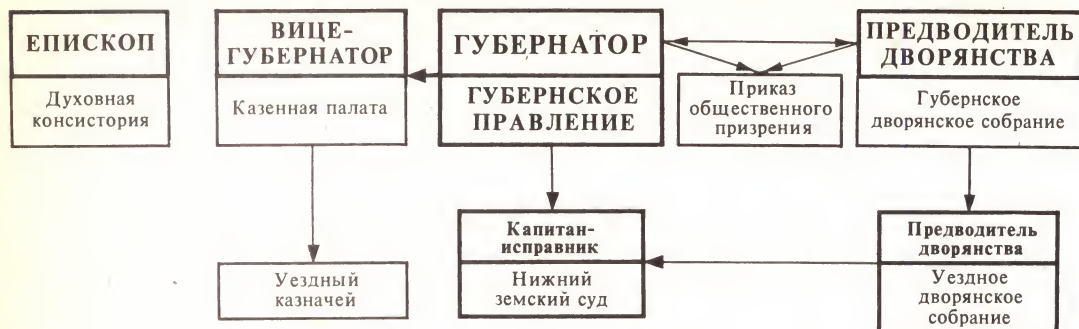 ЕПИСКОП
Духовная
консистория
ВИЦЕ-
ГУБЕРНАТОР
Казенная палата
ГУБЕРНАТОР
ГУБЕРНСКОЕ
ПРАВЛЕНИЕ
Приказ
общественного
призрения
ПРЕДВОДИТЕЛЬ
ДВОРЯНСТВА
Губернское
дворянское собрание
Уездный
казначей
Капитан-
исправник
Нижний
земский суд
Предводитель
дворянства
Уездное
дворянское
собрание